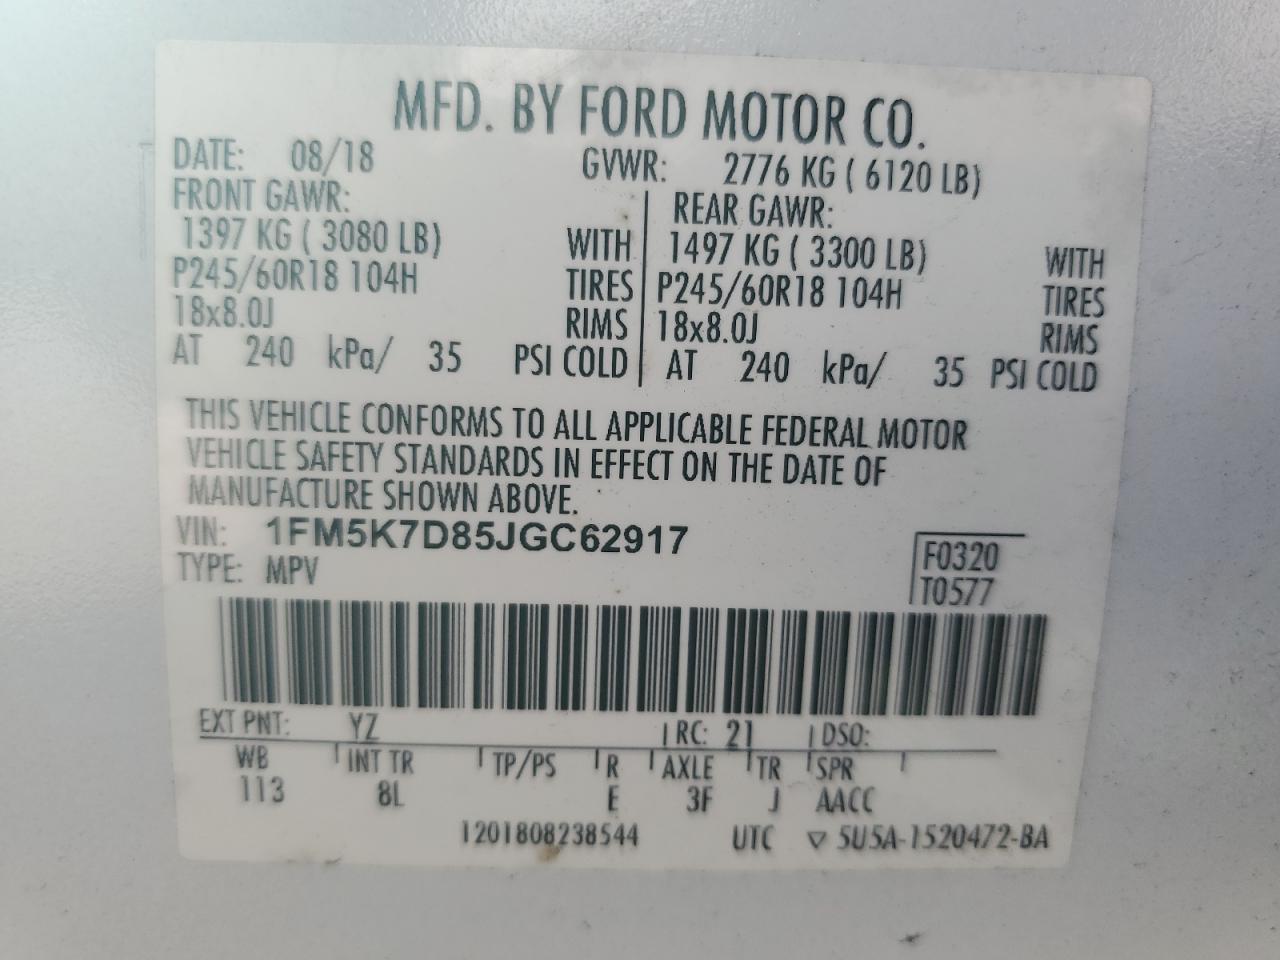 MFD. BY FORD MOTOR CO.
DATE: 08/18 GVWR: 2776 KG ( 6120 LB)
FRONT GAWR: REAR GAWR:
1397 KG ( 3080 LB) WITH 1497 KG ( 3300 LB) WITH
P245/60R18 104H TIRES P245/60R18 104H TIRES
18x8.0J RIMS 18x8.0J RIMS
AT 240 kPa/ 35 PSI COLD AT 240 kPa/ 35 PSI COLD
THIS VEHICLE CONFORMS TO ALL APPLICABLE FEDERAL MOTOR
VEHICLE SAFETY STANDARDS IN EFFECT ON THE DATE OF
MANUFACTURE SHOWN ABOVE.
VIN: 1FM5K7D85JGC62917
F0320
TYPE: MPV
T0577
EXT PNT: YZ RC: 21 DSO:
WB INT TR TP/PS R AXLE TR SPR
113 8L E 3F J AACC
1201808238544 UTC ▽ 5U5A-1520472-BA